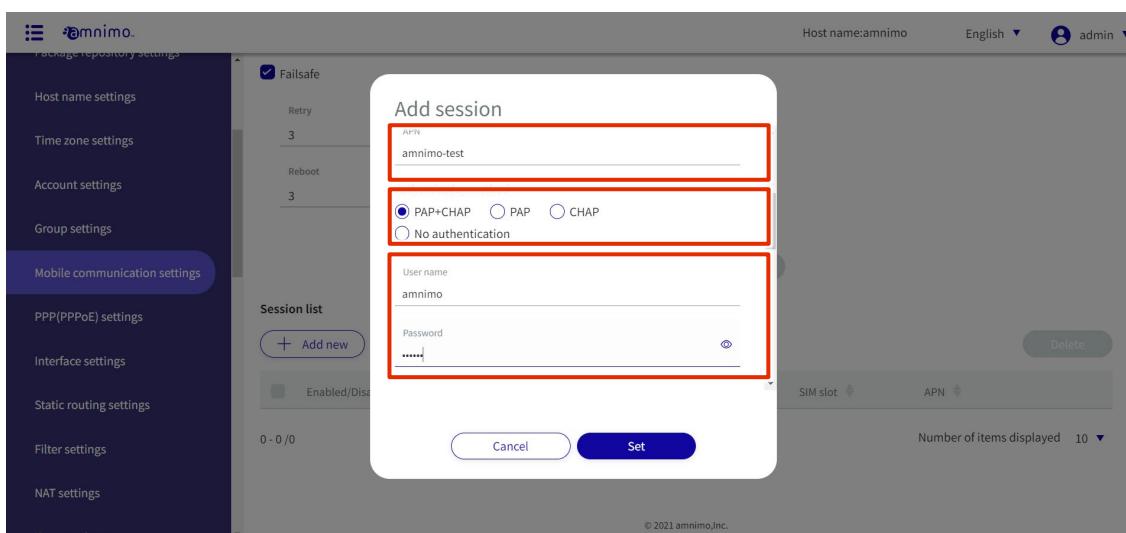 amnimo
Host name:amnimo
English
admin
Package repository settings
Host name settings
Time zone settings
Account settings
Group settings
Mobile communication settings
PPP(PPPoE) settings
Interface settings
Static routing settings
Filter settings
NAT settings
Failsafe
Retry
3
Reboot
3
Session list
+ Add new
Delete
Enabled/Disa
SIM slot
APN
0 - 0 /0
Number of items displayed 10
© 2021 amnimo,Inc.
Add session
APN
amnimo-test
PAP+CHAP PAP CHAP
No authentication
User name
amnimo
Password
••••••
Cancel Set